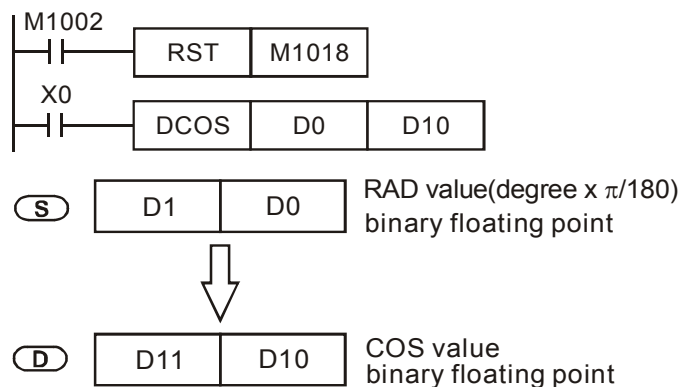 M1002
RST M1018
X0
DCOS D0 D10
S D1 D0 RAD value(degree x π/180)
binary floating point
D D11 D10 COS value
binary floating point